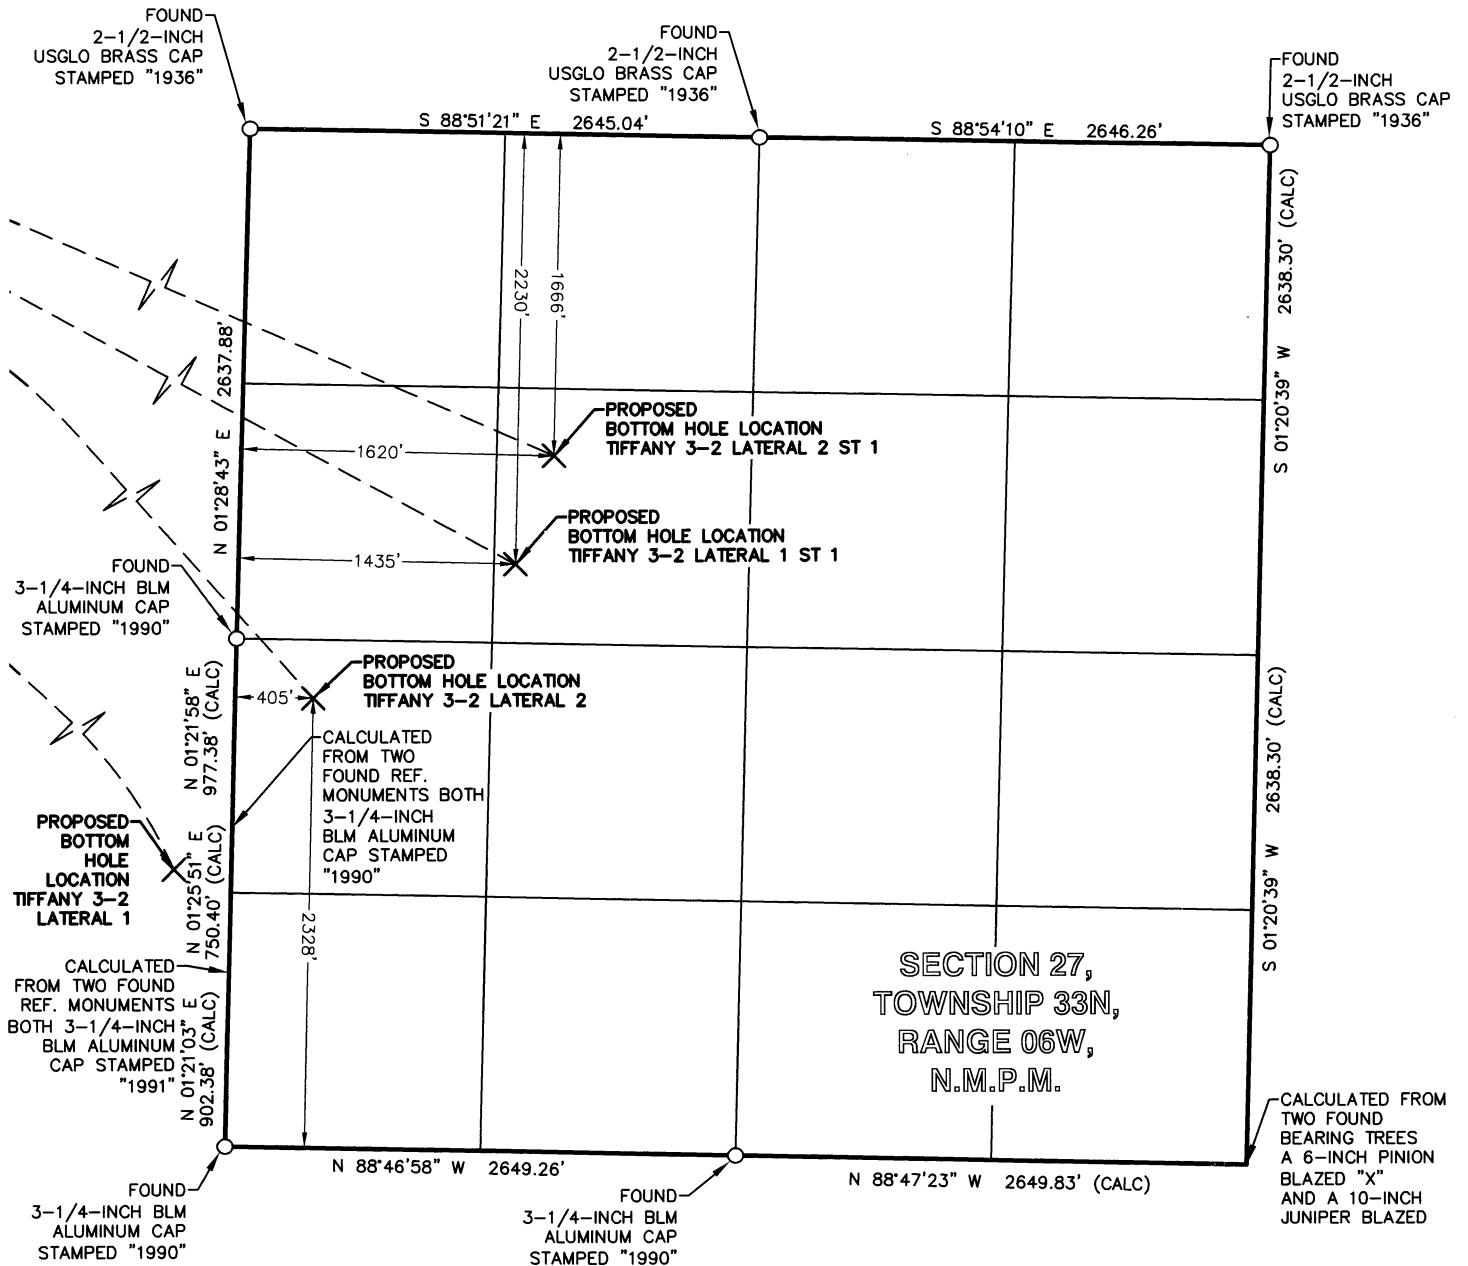 FOUND
2-1/2-INCH
USGLO BRASS CAP
STAMPED "1936"
FOUND
2-1/2-INCH
USGLO BRASS CAP
STAMPED "1936"
FOUND
2-1/2-INCH
USGLO BRASS CAP
STAMPED "1936"
S 88°51'21" E 2645.04'
S 88°54'10" E 2646.26'
S 01°20'39" W 2638.30' (CALC)
2230'
1666'
N 01°28'43" E 2637.88'
PROPOSED
BOTTOM HOLE LOCATION
TIFFANY 3-2 LATERAL 2 ST 1
1620'
PROPOSED
BOTTOM HOLE LOCATION
TIFFANY 3-2 LATERAL 1 ST 1
1435'
FOUND
3-1/4-INCH BLM
ALUMINUM CAP
STAMPED "1990"
PROPOSED
BOTTOM HOLE LOCATION
TIFFANY 3-2 LATERAL 2
405'
N 01°21'58" E
977.38' (CALC)
CALCULATED
FROM TWO
FOUND REF.
MONUMENTS BOTH
3-1/4-INCH
BLM ALUMINUM
CAP STAMPED
"1990"
S 01°20'39" W 2638.30' (CALC)
PROPOSED
BOTTOM
HOLE
LOCATION
TIFFANY 3-2
LATERAL 1
N 01°25'51" E
750.40' (CALC)
2328'
CALCULATED
FROM TWO FOUND
REF. MONUMENTS
BOTH 3-1/4-INCH
BLM ALUMINUM
CAP STAMPED
"1991"
N 01°21'03" E
902.38' (CALC)
SECTION 27,
TOWNSHIP 33N,
RANGE 06W,
N.M.P.M.
CALCULATED FROM
TWO FOUND
BEARING TREES
A 6-INCH PINION
BLAZED "X"
AND A 10-INCH
JUNIPER BLAZED
N 88°46'58" W 2649.26'
N 88°47'23" W 2649.83' (CALC)
FOUND
3-1/4-INCH BLM
ALUMINUM CAP
STAMPED "1990"
FOUND
3-1/4-INCH BLM
ALUMINUM CAP
STAMPED "1990"